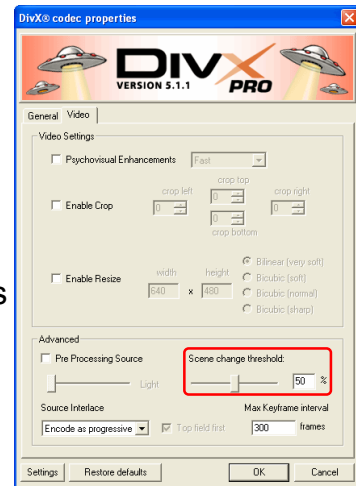 DivX® codec properties
DIVX
VERSION 5.1.1 PRO
General Video
Video Settings
Psychovisual Enhancements Fast
crop top
crop left 0 crop right
Enable Crop 0 0
0
crop bottom
Bilinear (very soft)
width height Bicubic (soft)
Enable Resize 640 x 480 Bicubic (normal)
Bicubic (sharp)
s
Advanced
Pre Processing Source Scene change threshold:
Light 50 %
Source Interlace Max Keyframe interval
Encode as progressive Top field first 300 frames
Settings Restore defaults OK Cancel